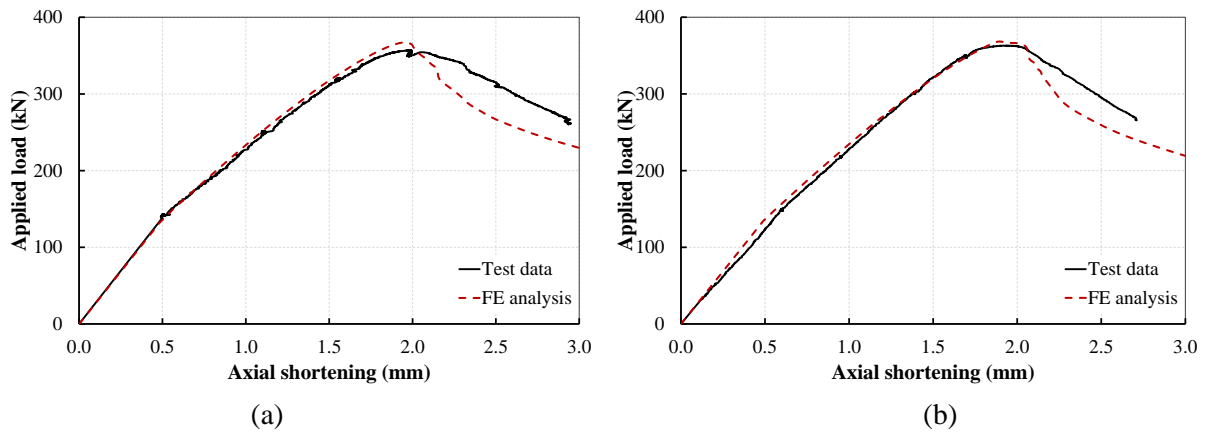 400
300
200
100
0
Applied load (kN)
Test data
FE analysis
0.0 0.5 1.0 1.5 2.0 2.5 3.0
Axial shortening (mm)
(a)
400
300
200
100
0
Applied load (kN)
Test data
FE analysis
0.0 0.5 1.0 1.5 2.0 2.5 3.0
Axial shortening (mm)
(b)